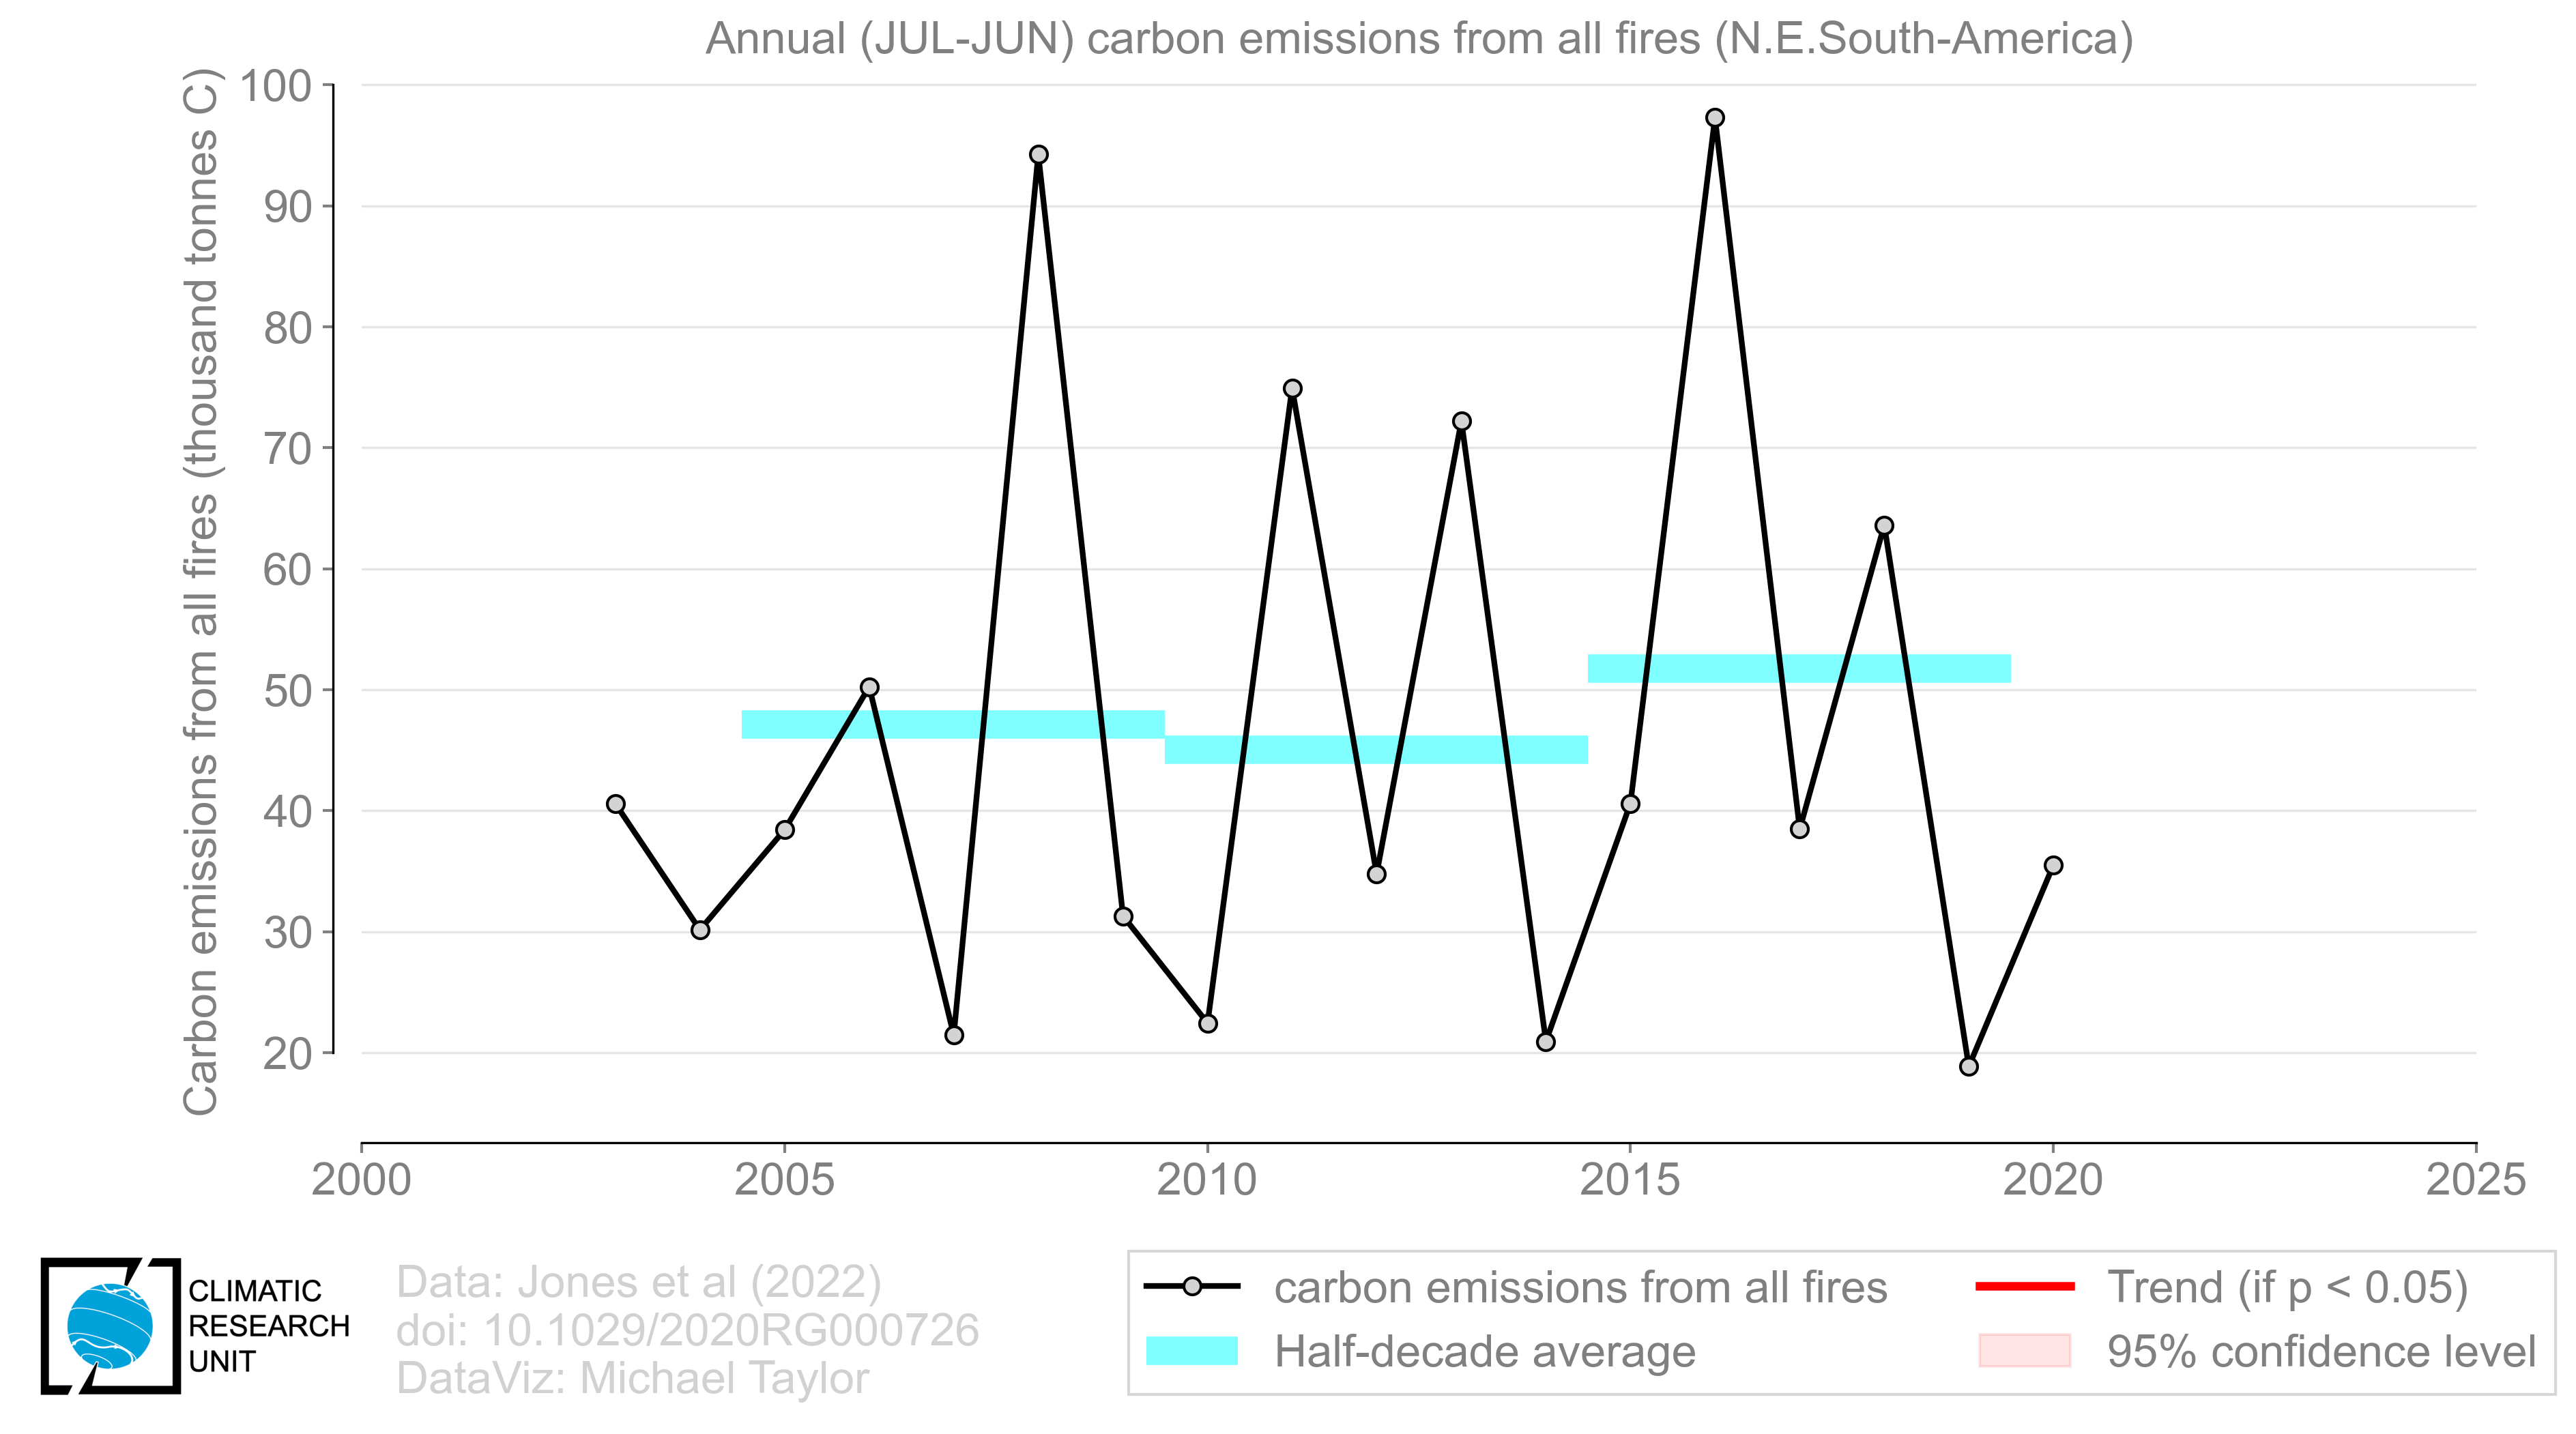 Annual (JUL-JUN) carbon emissions from all fires (N.E.South-America)
Carbon emissions from all fires (thousand tonnes C)
100
90
80
70
60
50
40
30
20
2000 2005 2010 2015 2020 2025
CLIMATIC
RESEARCH
UNIT
Data: Jones et al (2022)
doi: 10.1029/2020RG000726
DataViz: Michael Taylor
carbon emissions from all fires
Half-decade average
Trend (if p < 0.05)
95% confidence level